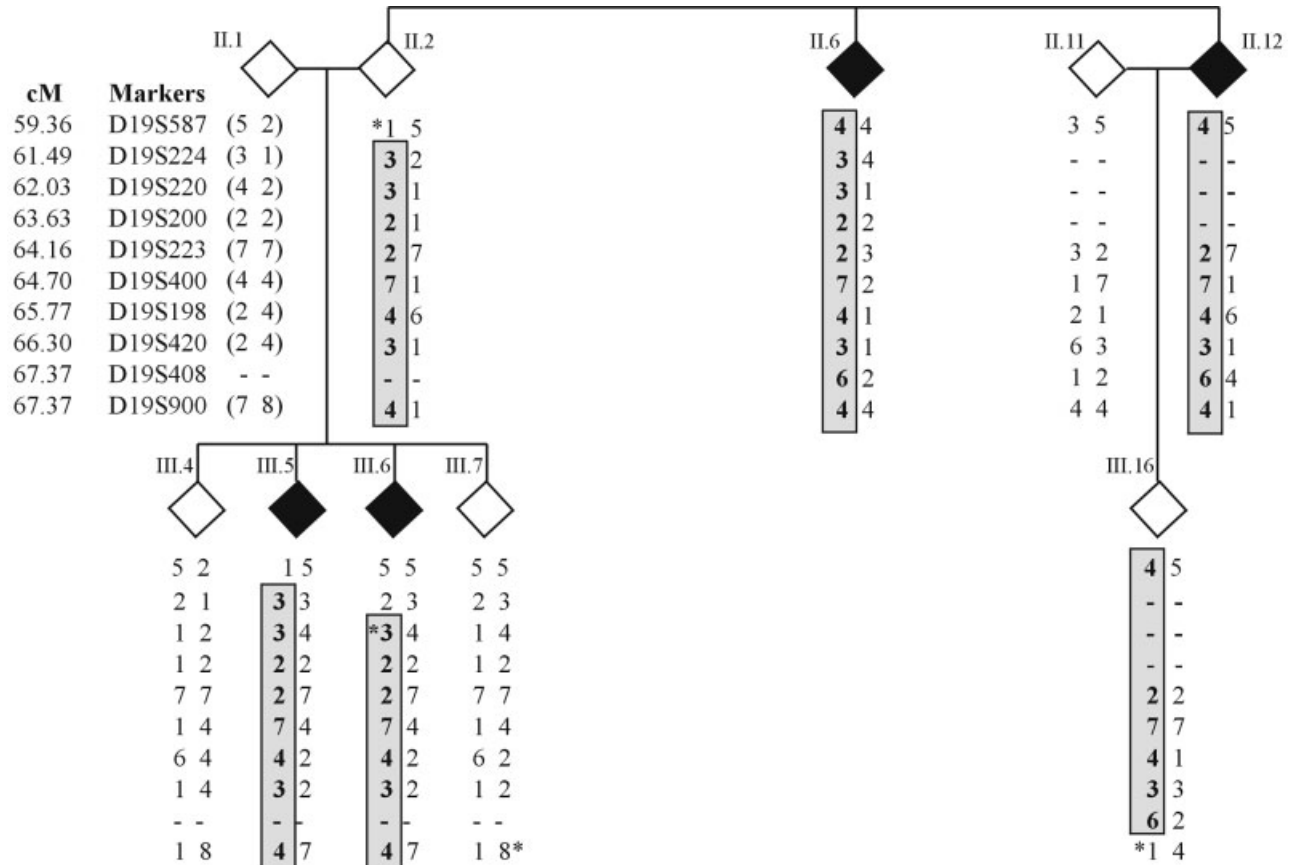 II.1 II.2 II.6 II.11 II.12
cM Markers
59.36 D19S587 (5 2) *1 5 4 4 3 5 4 5
61.49 D19S224 (3 1) 3 2 3 4 - - - -
62.03 D19S220 (4 2) 3 1 3 1 - - - -
63.63 D19S200 (2 2) 2 1 2 2 - - - -
64.16 D19S223 (7 7) 2 7 2 3 3 2 2 7
64.70 D19S400 (4 4) 7 1 7 2 1 7 7 1
65.77 D19S198 (2 4) 4 6 4 1 2 1 4 6
66.30 D19S420 (2 4) 3 1 3 1 6 3 3 1
67.37 D19S408 - - - - 6 2 1 2 6 4
67.37 D19S900 (7 8) 4 1 4 4 4 4 4 1
III.4 III.5 III.6 III.7 III.16
5 2 1 5 5 5 5 5 4 5
2 1 3 3 2 3 2 3 - -
1 2 3 4 *3 4 1 4 - -
1 2 2 2 2 2 1 2 - -
7 7 2 7 2 7 7 7 2 2
1 4 7 4 7 4 1 4 7 7
6 4 4 2 4 2 6 2 4 1
1 4 3 2 3 2 1 2 3 3
- - - - - - - - 6 2
1 8 4 7 4 7 1 8* *1 4